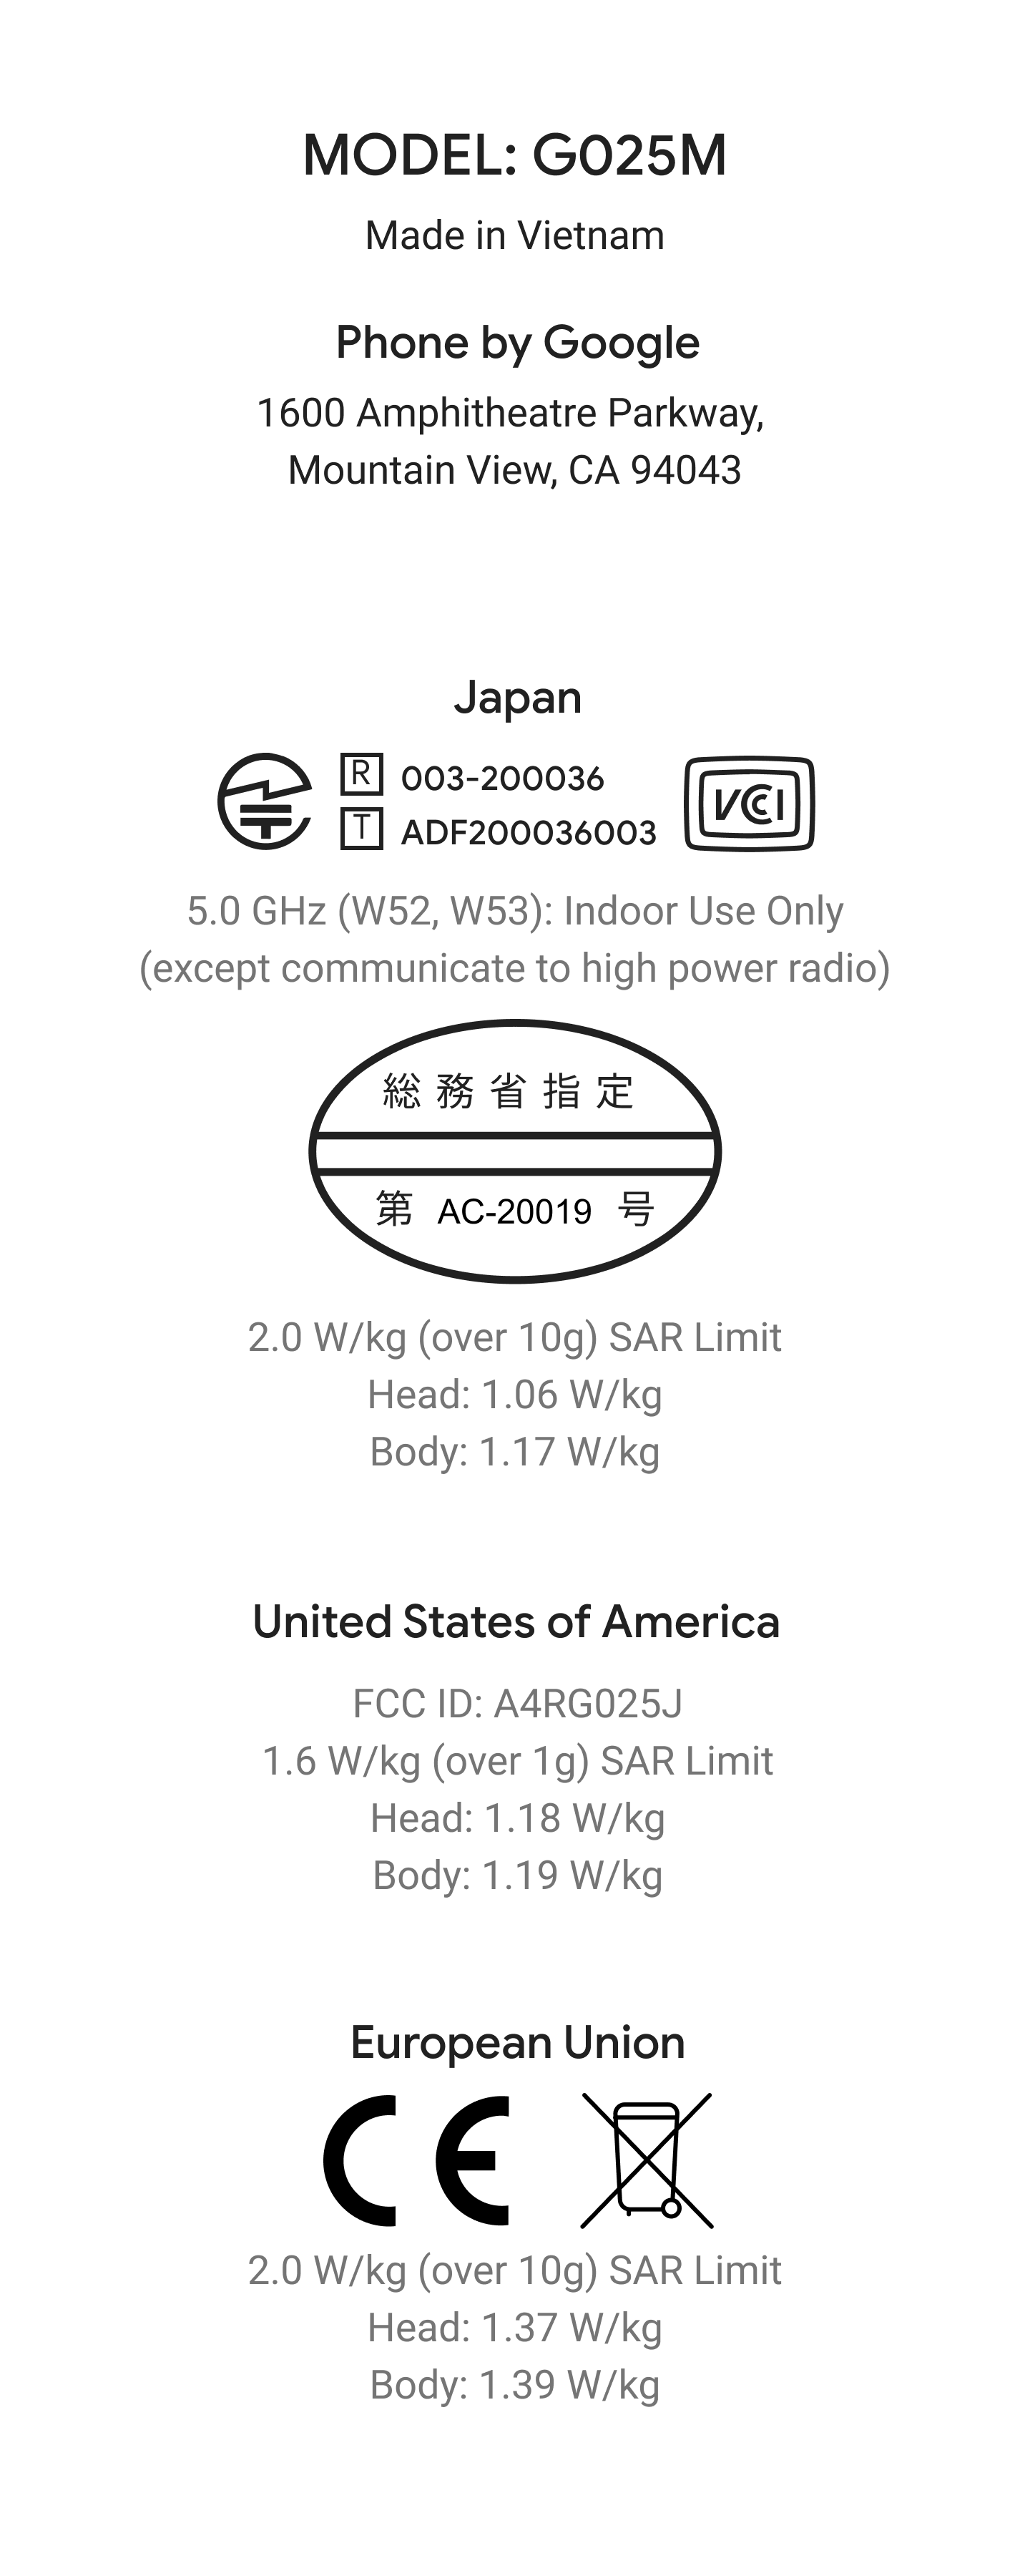 MODEL: G025M
Made in Vietnam
Phone by Google
1600 Amphitheatre Parkway,
Mountain View, CA 94043
Japan
R 003-200036
T ADF200036003
VCCI
5.0 GHz (W52, W53): Indoor Use Only
(except communicate to high power radio)
総務省指定
第 AC-20019 号
2.0 W/kg (over 10g) SAR Limit
Head: 1.06 W/kg
Body: 1.17 W/kg
United States of America
FCC ID: A4RG025J
1.6 W/kg (over 1g) SAR Limit
Head: 1.18 W/kg
Body: 1.19 W/kg
European Union
CE
2.0 W/kg (over 10g) SAR Limit
Head: 1.37 W/kg
Body: 1.39 W/kg